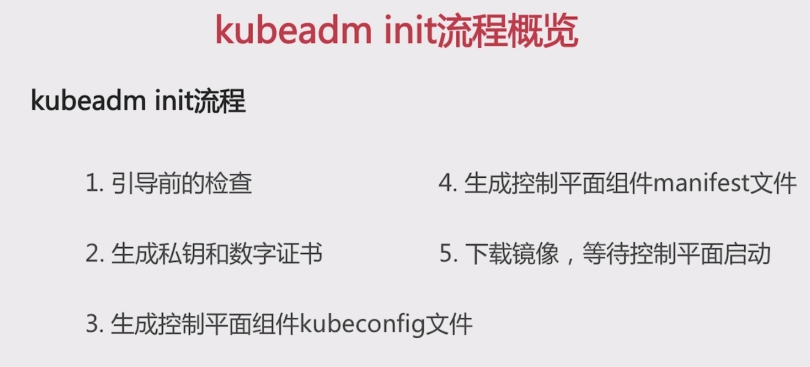 kubeadm init流程概览
kubeadm init流程
1. 引导前的检查
2. 生成私钥和数字证书
3. 生成控制平面组件kubeconfig文件
4. 生成控制平面组件manifest文件
5. 下载镜像，等待控制平面启动